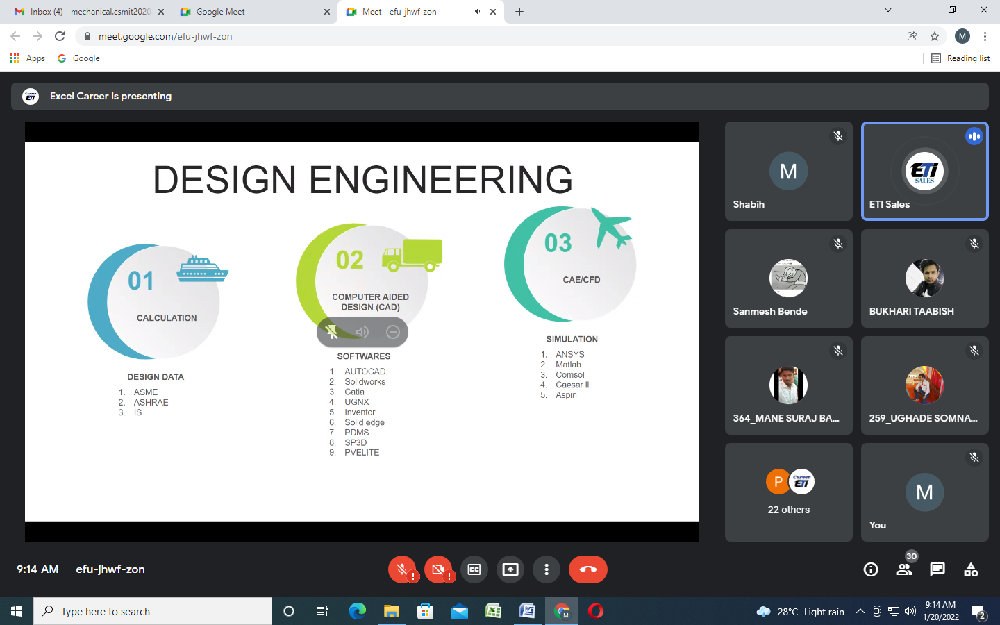 Inbox (4) - mechanical.csmit2020
Google Meet
Meet - efu-jhwf-zon
meet.google.com/efu-jhwf-zon
M
Apps
Google
Reading list
Career
ETI
Excel Career is presenting
DESIGN ENGINEERING
01
CALCULATION
DESIGN DATA
1. ASME
2. ASHRAE
3. IS
02
COMPUTER AIDED
DESIGN (CAD)
SOFTWARES
1. AUTOCAD
2. Solidworks
3. Catia
4. UGNX
5. Inventor
6. Solid edge
7. PDMS
8. SP3D
9. PVELITE
03
CAE/CFD
SIMULATION
1. ANSYS
2. Matlab
3. Comsol
4. Caesar II
5. Aspin
M
Shabih
ETi
SALES
ETI Sales
Sanmesh Bende
BUKHARI TAABISH
364_MANE SURAJ BA...
259_UGHADE SOMNA...
P
Career
ETI
22 others
M
You
9:14 AM | efu-jhwf-zon
CC
30
Type here to search
28°C Light rain
9:14 AM
1/20/2022
2